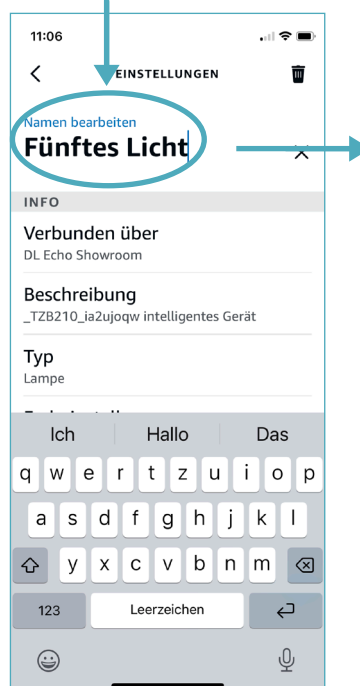 11:06
EINSTELLUNGEN
Namen bearbeiten
Fünftes Licht
INFO
Verbunden über
DL Echo Showroom
Beschreibung
_TZB210_ia2ujoqw intelligentes Gerät
Typ
Lampe
Ich Hallo Das
q w e r t z u i o p
a s d f g h j k l
y x c v b n m
123 Leerzeichen